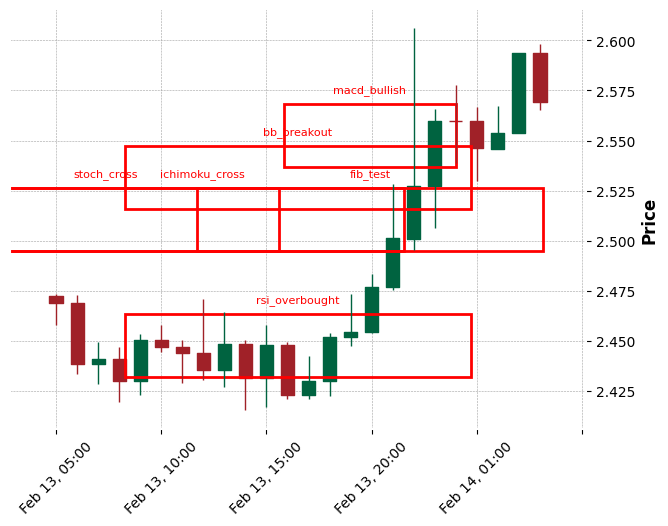 2.600
macd_bullish
2.575
bb_breakout
2.550
stoch_cross ichimoku_cross fib_test
2.525
2.500
Price
2.475
rsi_overbought
2.450
2.425
Feb 13, 05:00 Feb 13, 10:00 Feb 13, 15:00 Feb 13, 20:00 Feb 14, 01:00